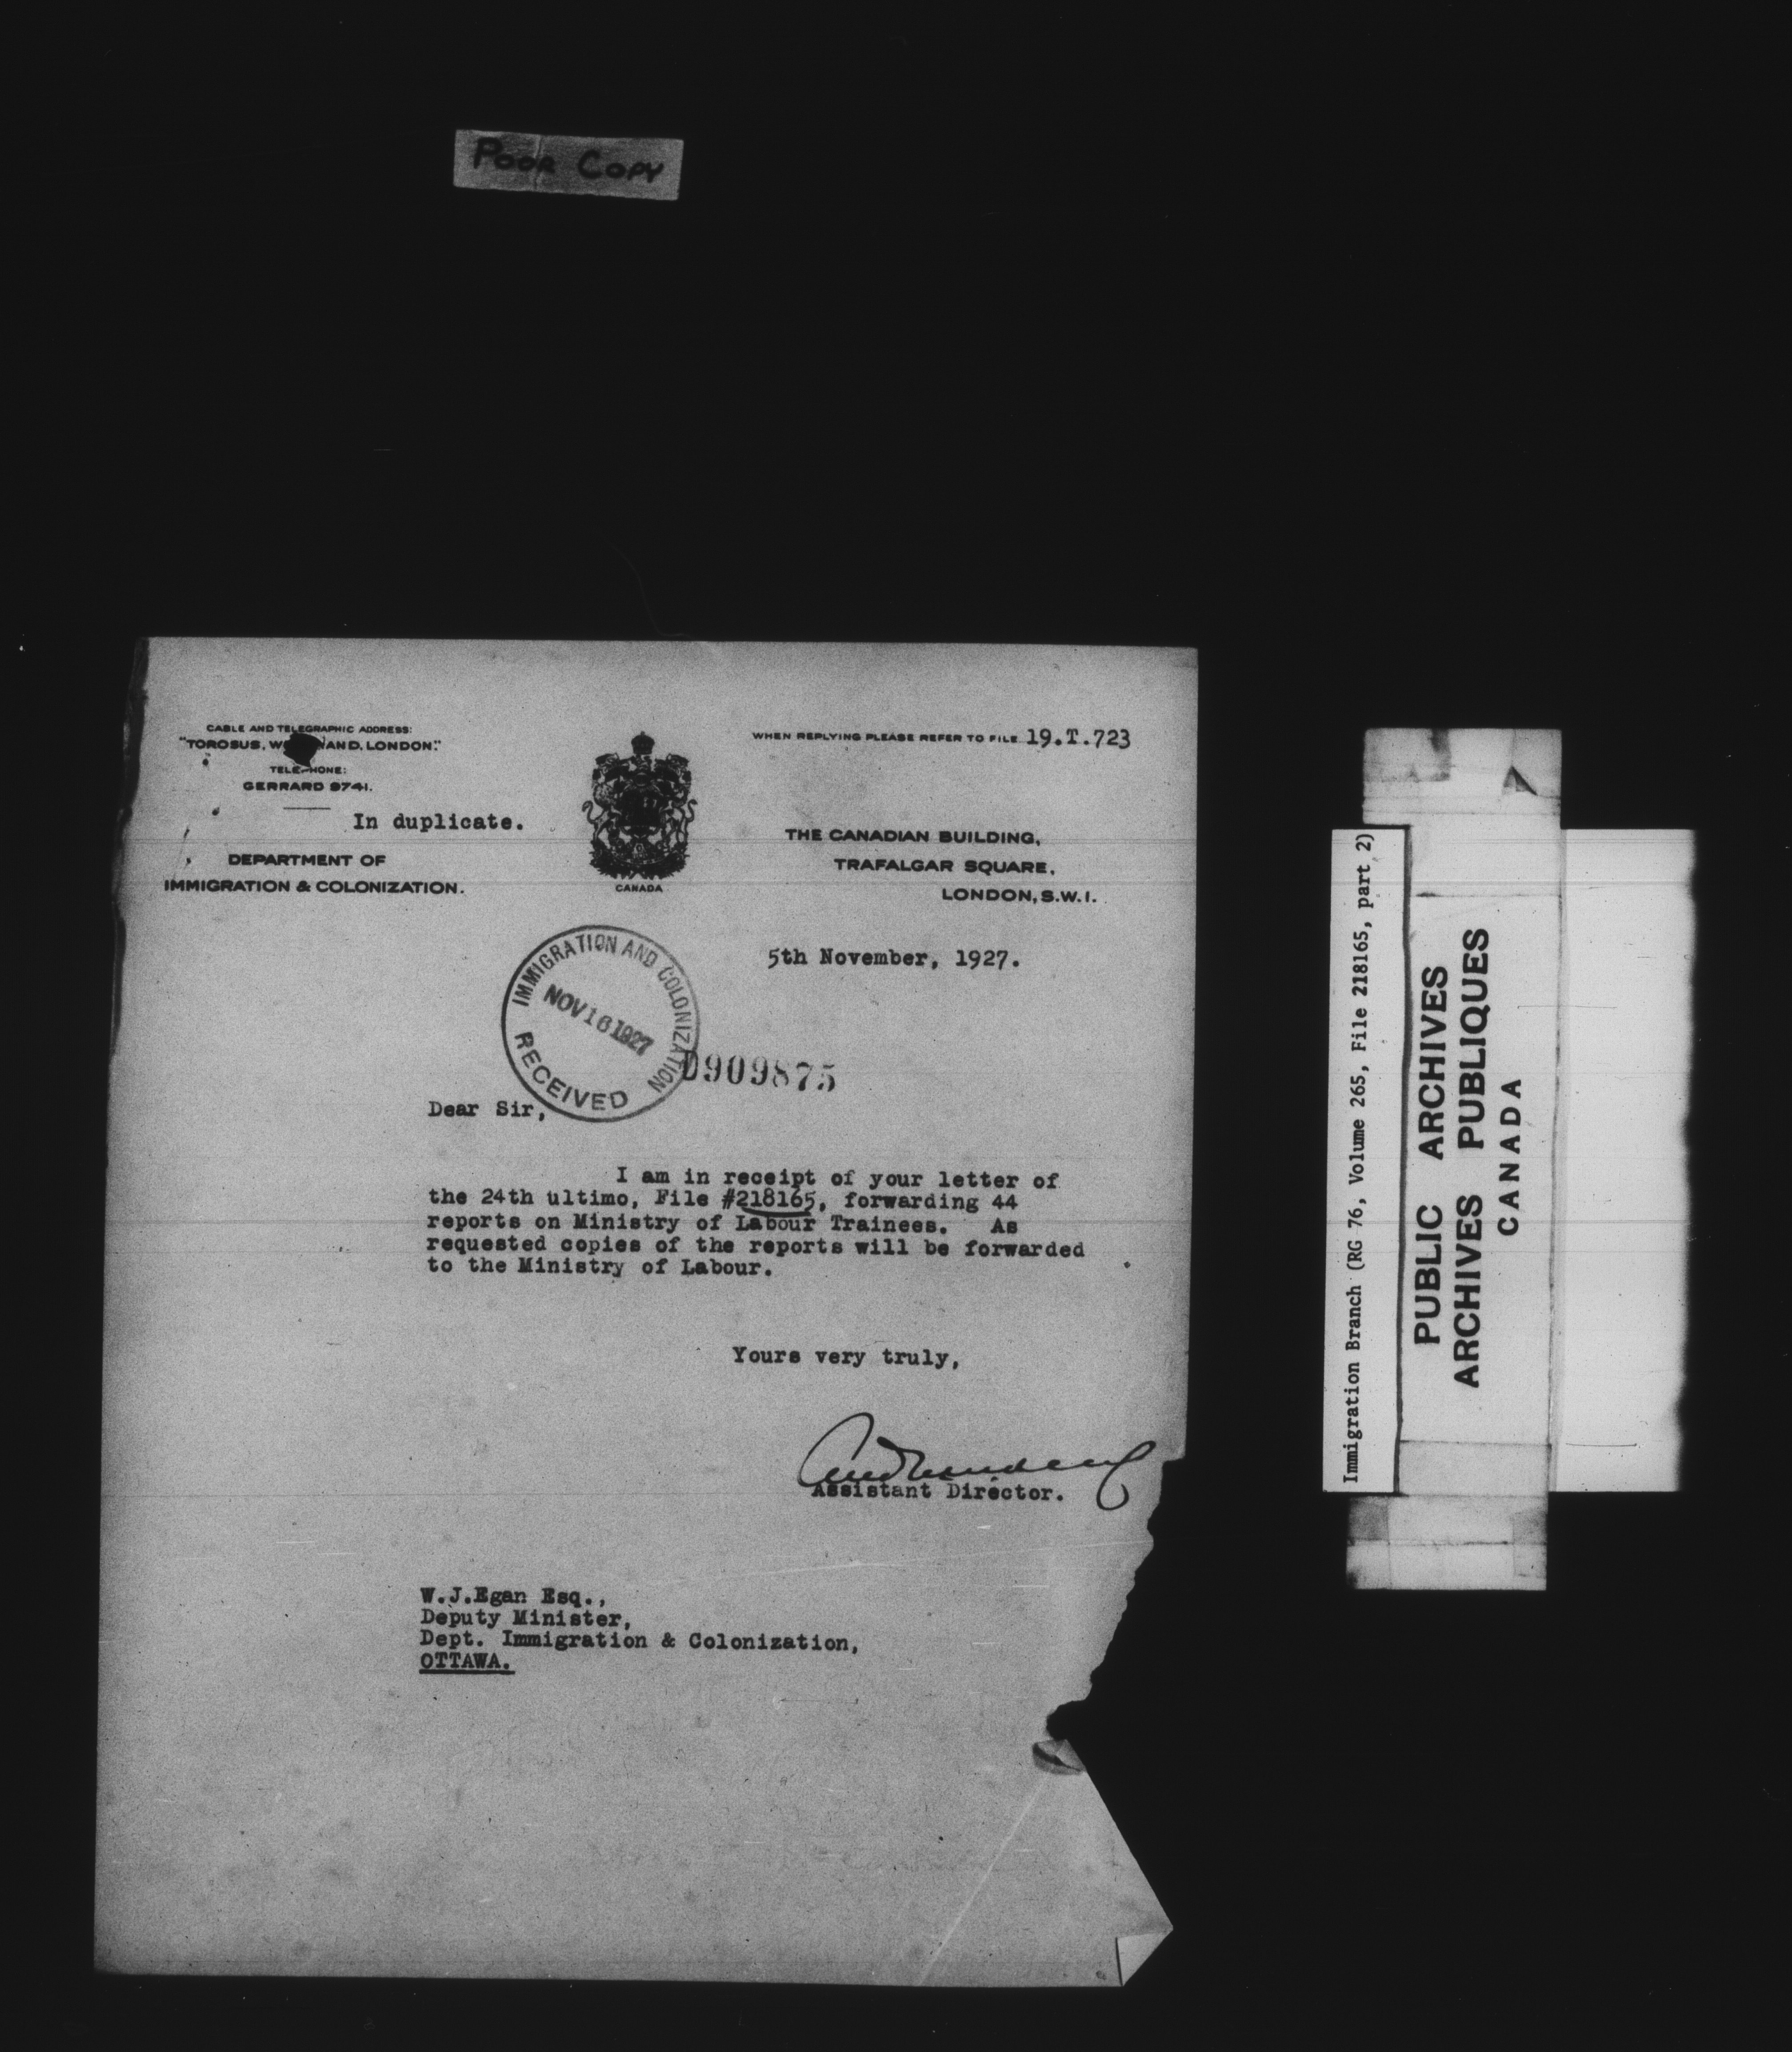 POOR COPY
CABLE AND TELEGRAPHIC ADDRESS:
"TOROSUS, LONDON."
TELEPHONE:
GERRARD 9741.
In duplicate.
DEPARTMENT OF
IMMIGRATION & COLONIZATION.
CANADA
WHEN REPLYING PLEASE REFER TO FILE 19.T.723
THE CANADIAN BUILDING,
TRAFALGAR SQUARE,
LONDON, S.W.1.
5th November, 1927.
IMMIGRATION AND COLONIZATION
NOV 16 1927
RECEIVED
D909875
Dear Sir,
I am in receipt of your letter of
the 24th ultimo, File #218165, forwarding 44
reports on Ministry of Labour Trainees. As
requested copies of the reports will be forwarded
to the Ministry of Labour.
Yours very truly,
Assistant Director.
W.J.Egan Esq.,
Deputy Minister,
Dept. Immigration & Colonization,
OTTAWA.
Immigration Branch (RG 76, Volume 265, File 218165, part 2)
PUBLIC ARCHIVES
ARCHIVES PUBLIQUES
CANADA